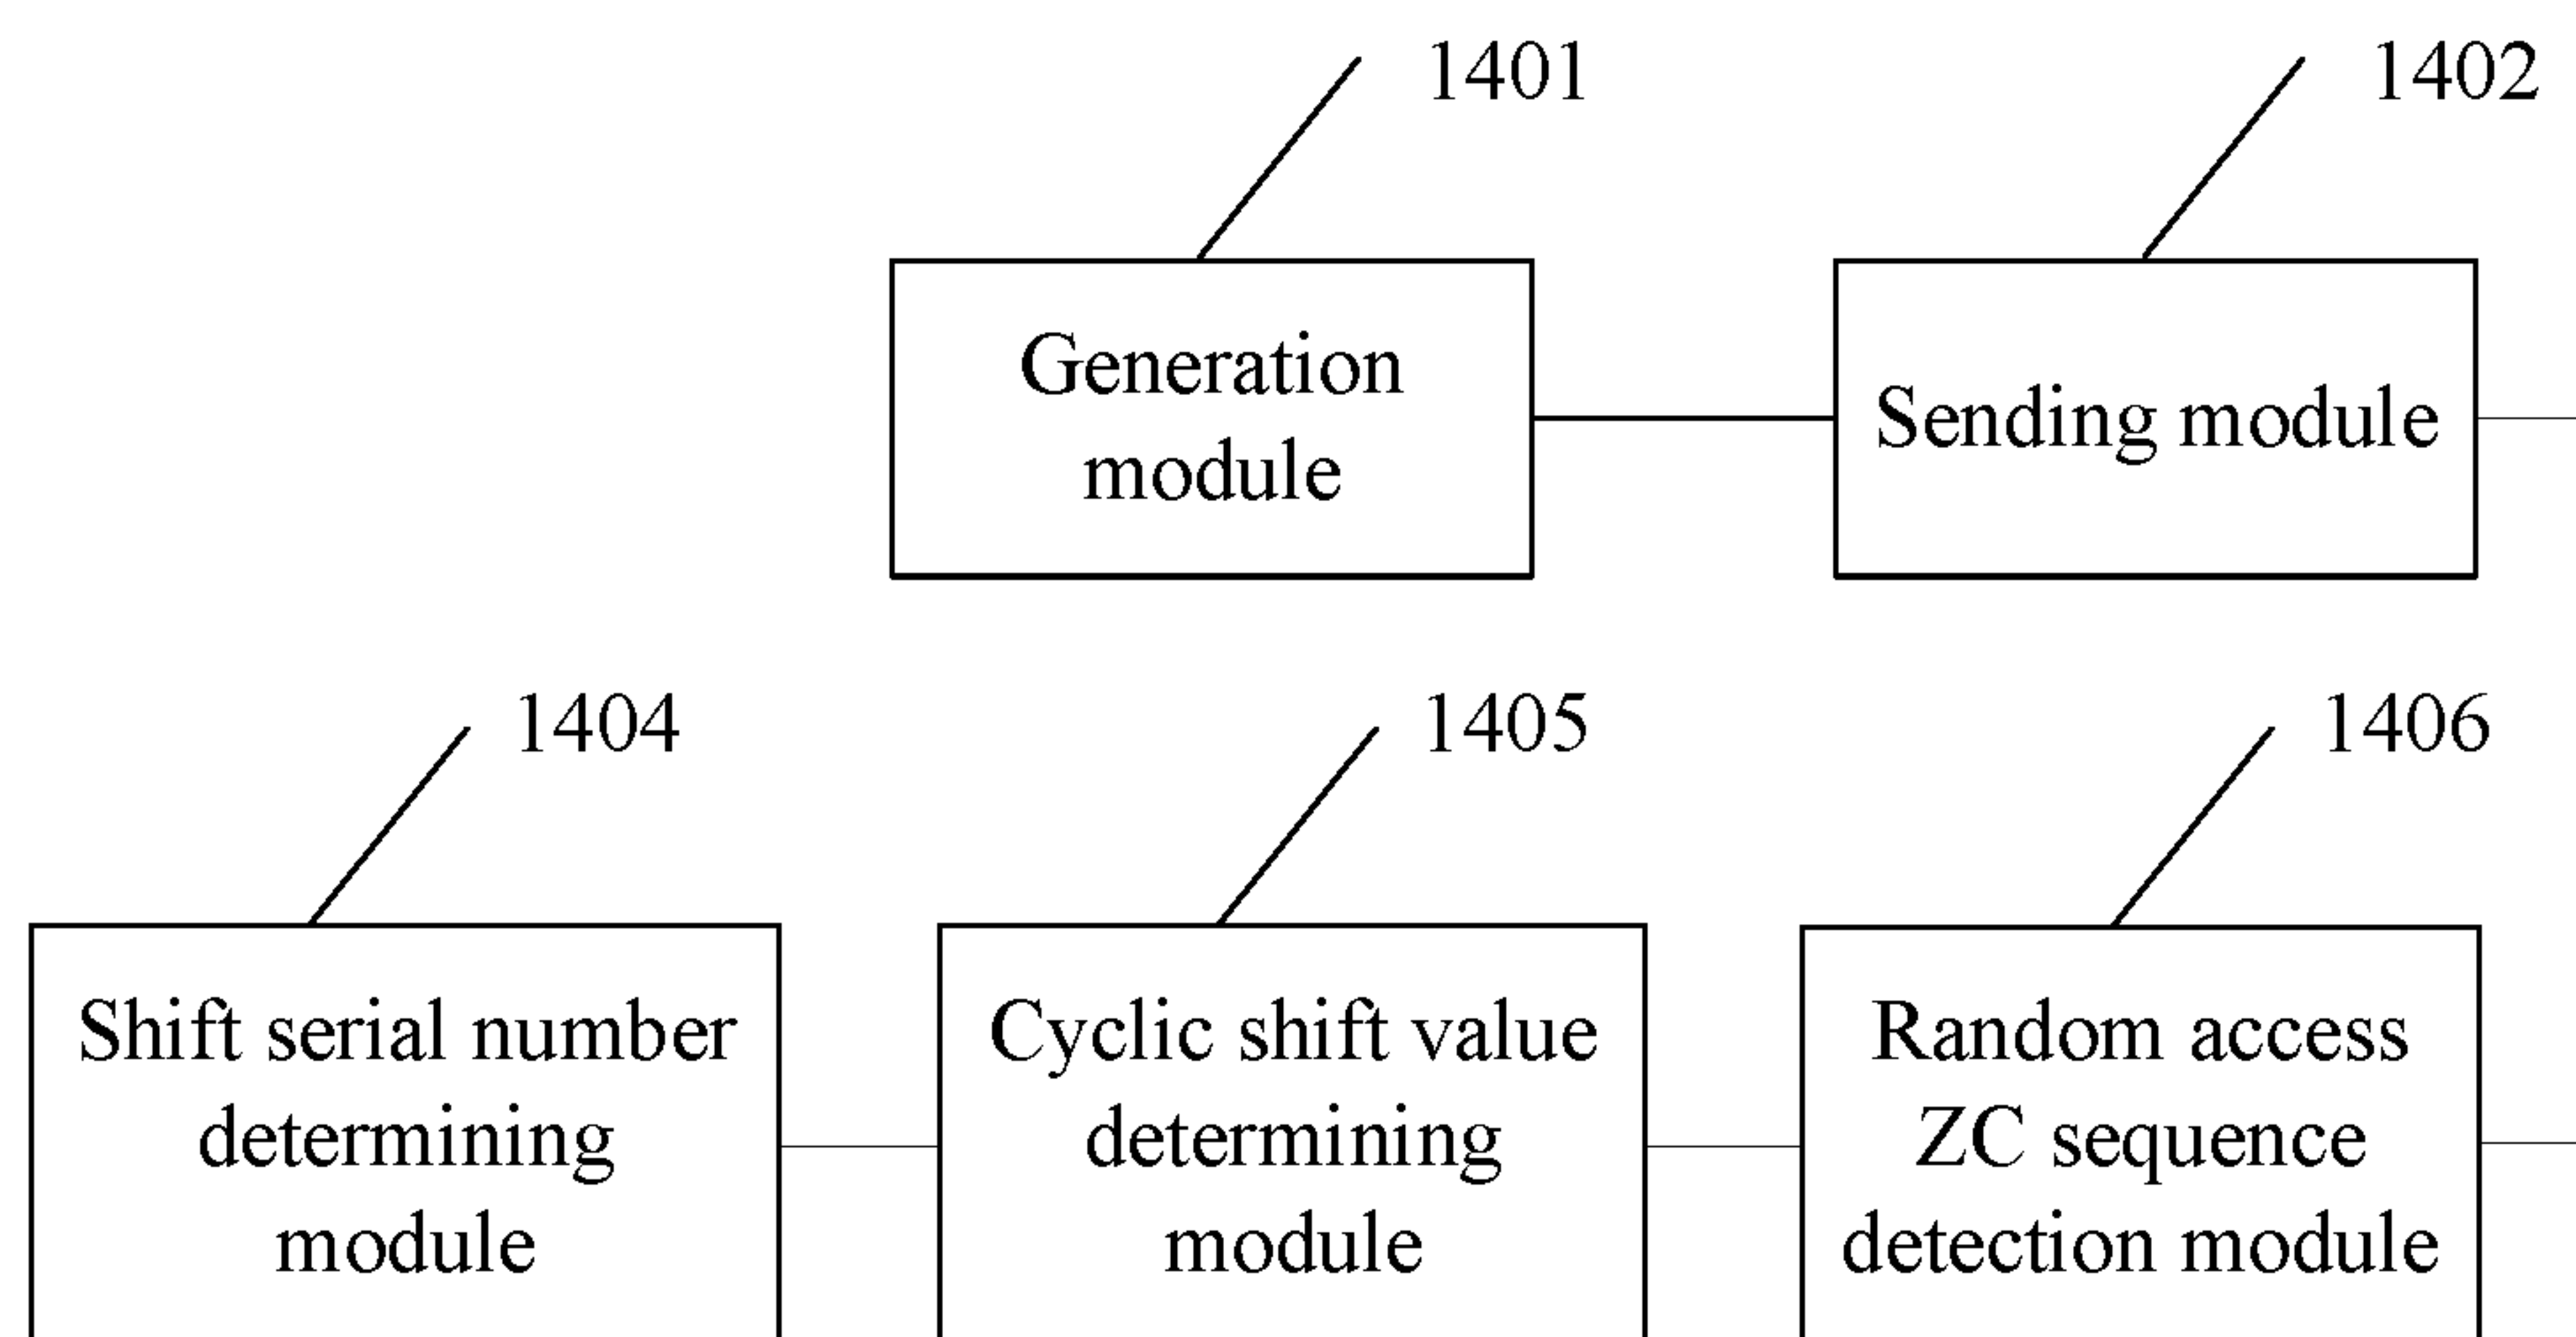 1401
1402
Generation
module
Sending module
1404
1405
1406
Shift serial number
determining
module
Cyclic shift value
determining
module
Random access
ZC sequence
detection module